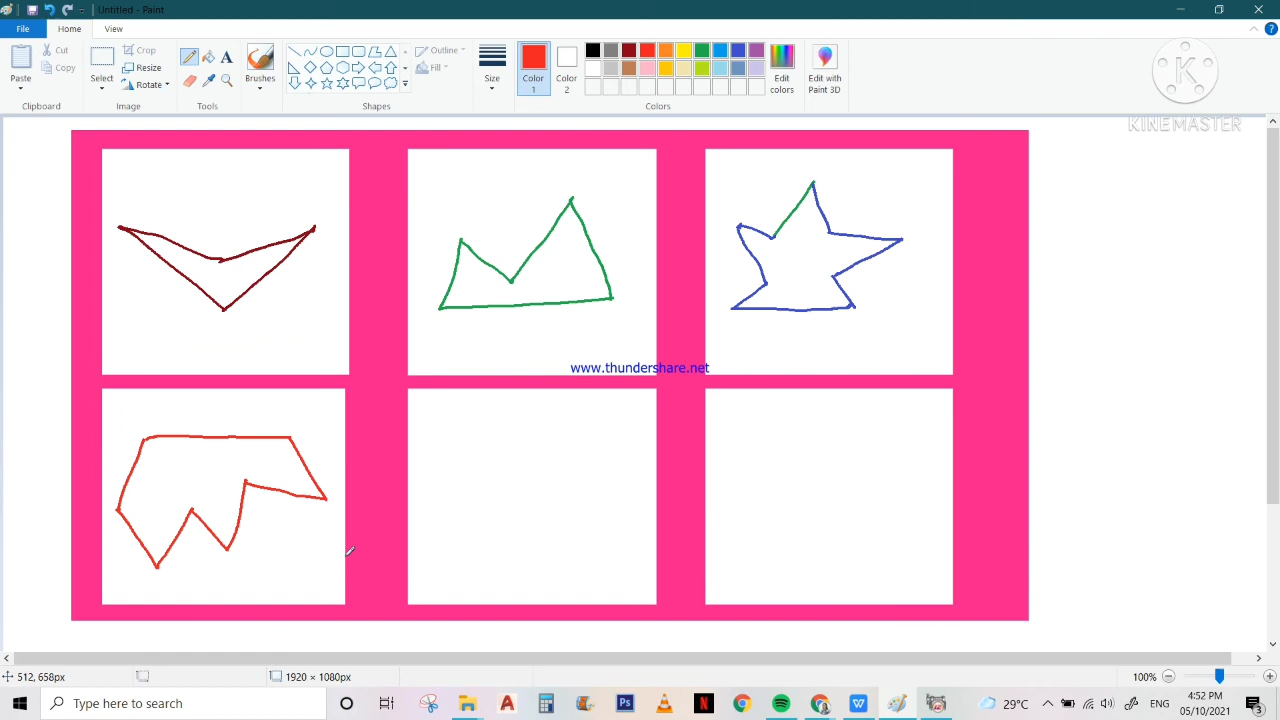 Untitled - Paint
File
Home
View
Paste
Cut
Copy
Clipboard
Select
Crop
Resize
Rotate
Image
A
Tools
Brushes
Outline
Fill
Shapes
Size
Color
1
Color
2
Edit
colors
Colors
Edit with
Paint 3D
K
KINEMASTER
www.thundershare.net
512, 658px
1920 × 1080px
100%
Type here to search
A
Ps
N
W
29°C
ENG
4:52 PM
05/10/2021
3